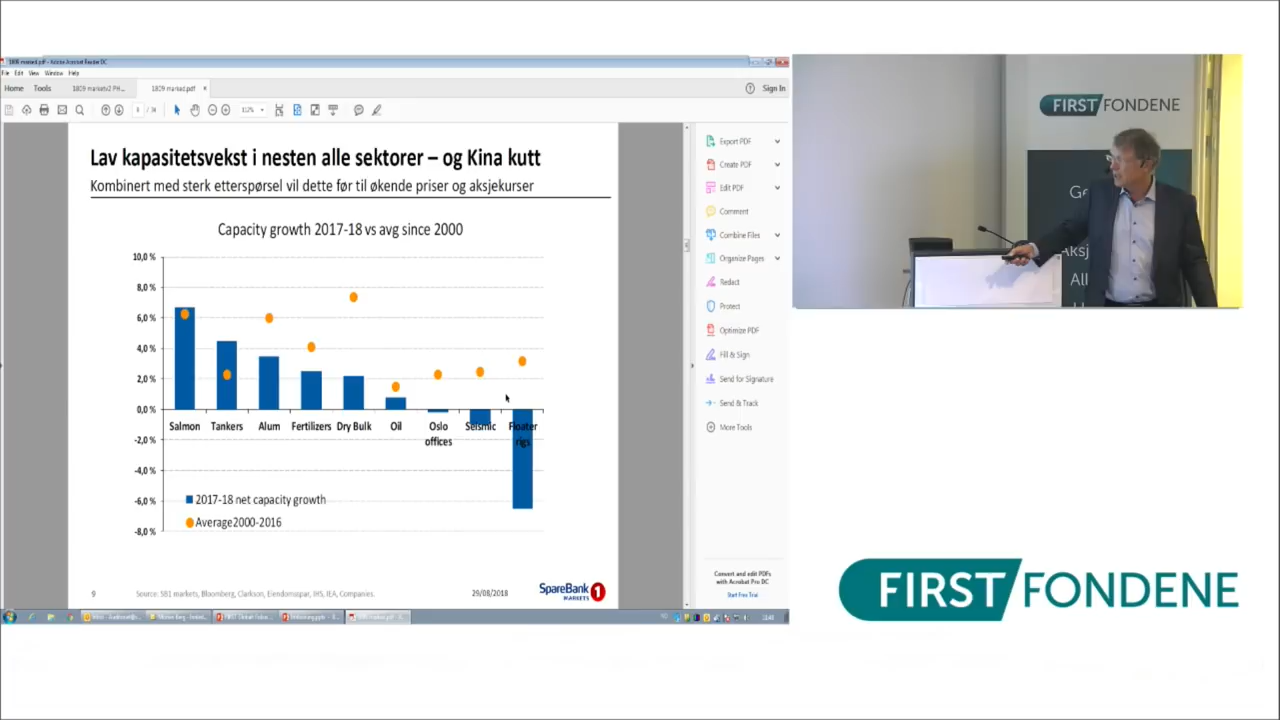 1809 marked.pdf - Adobe Acrobat Reader DC
File Edit View Window Help
Home Tools 1809 marked.pdf
Sign In
Lav kapasitetsvekst i nesten alle sektorer – og Kina kutt
Kombinert med sterk etterspørsel vil dette før til økende priser og aksjekurser
Capacity growth 2017-18 vs avg since 2000
10,0 %
8,0 %
6,0 %
4,0 %
2,0 %
0,0 %
-2,0 %
-4,0 %
-6,0 %
-8,0 %
Salmon Tankers Alum Fertilizers Dry Bulk Oil Oslo offices Seismic Floater rigs
2017-18 net capacity growth
Average2000-2016
9
Source: SB1 markets, Bloomberg, Clarkson, Eiendomsspar, IHS, IEA, Companies.
29/08/2018
SpareBank 1
MARKETS
Export PDF
Create PDF
Edit PDF
Comment
Combine Files
Organize Pages
Redact
Protect
Optimize PDF
Fill & Sign
Send for Signature
Send & Track
More Tools
Convert and edit PDFs
with Acrobat Pro DC
Start Free Trial
FIRST FONDENE
Ge
Aksj
All
FIRST FONDENE